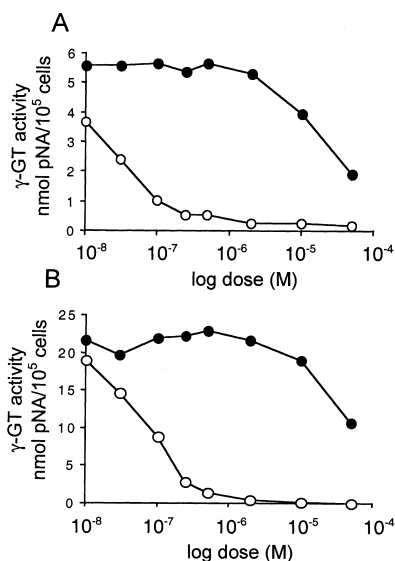 A
γ-GT activity
nmol pNA/10⁵ cells
6
5
4
3
2
1
0
10⁻⁸ 10⁻⁷ 10⁻⁶ 10⁻⁵ 10⁻⁴
log dose (M)
B
γ-GT activity
nmol pNA/10⁵ cells
25
20
15
10
5
0
10⁻⁸ 10⁻⁷ 10⁻⁶ 10⁻⁵ 10⁻⁴
log dose (M)